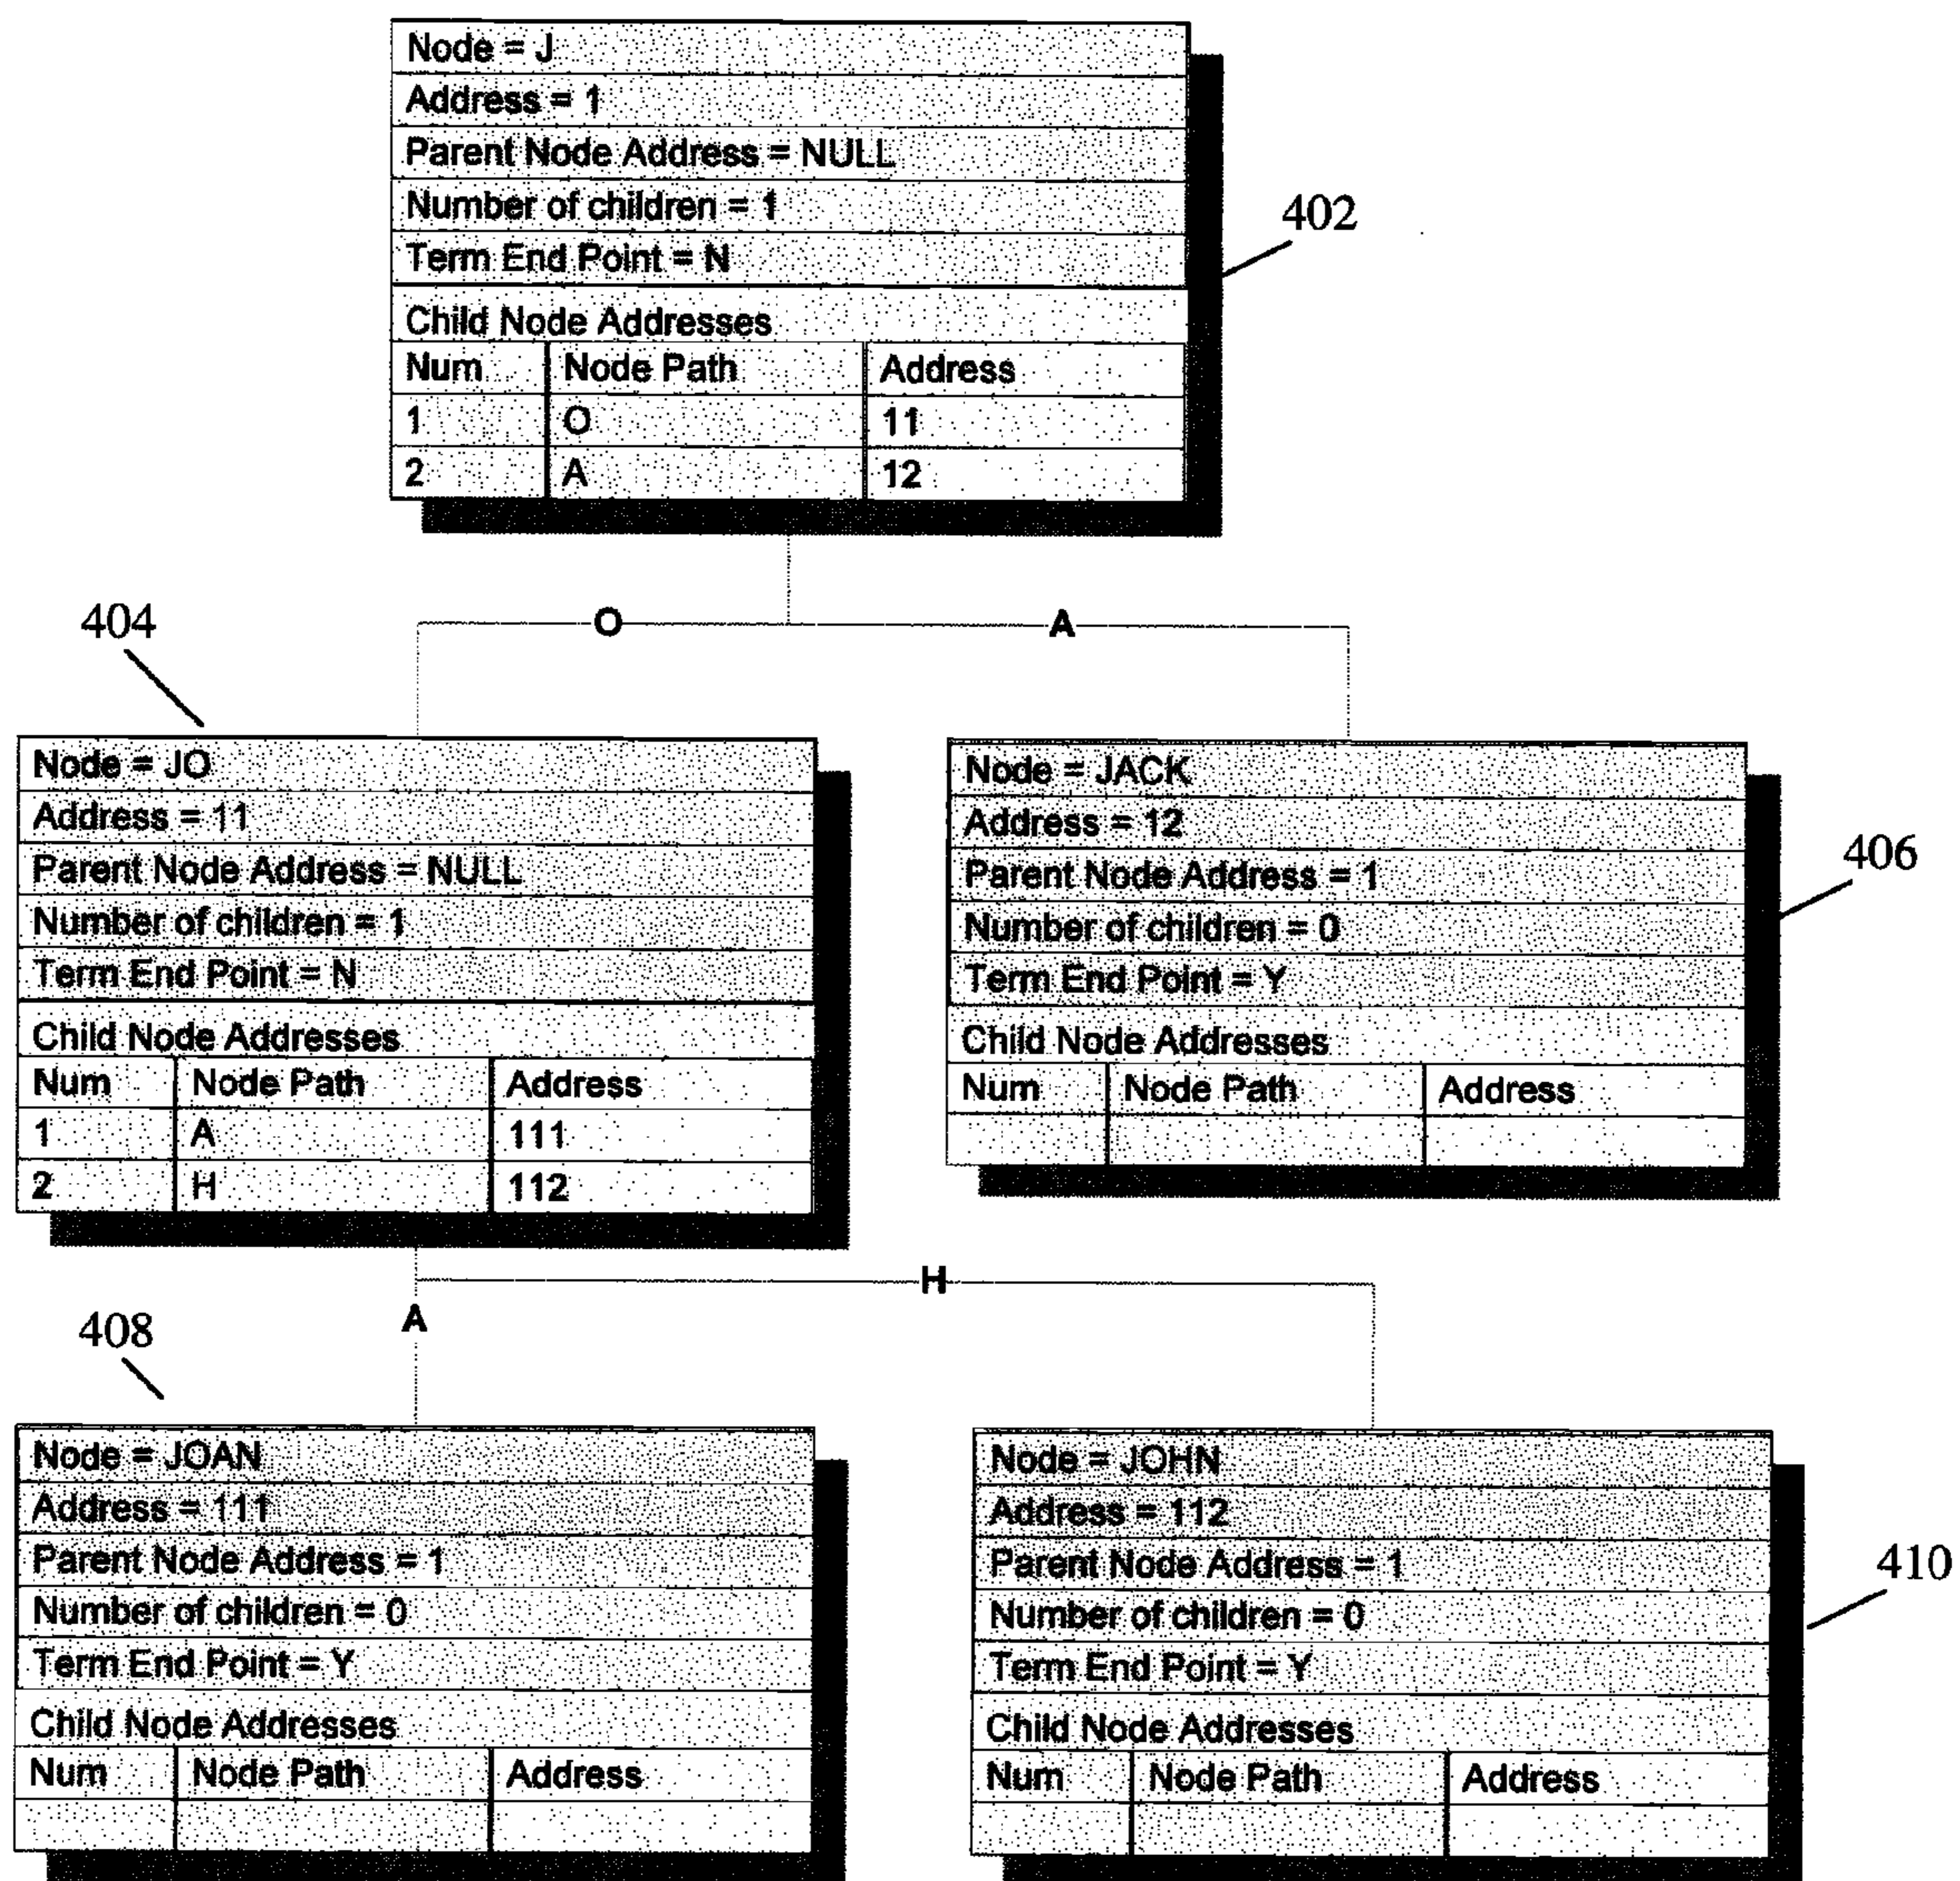 Node = J
Address = 1
Parent Node Address = NULL
Number of children = 1
Term End Point = N
Child Node Addresses
Num Node Path Address
1 O 11
2 A 12
402
O A
404
Node = JO
Address = 11
Parent Node Address = NULL
Number of children = 1
Term End Point = N
Child Node Addresses
Num Node Path Address
1 A 111
2 H 112
Node = JACK
Address = 12
Parent Node Address = 1
Number of children = 0
Term End Point = Y
Child Node Addresses
Num Node Path Address
406
H
A
408
Node = JOAN
Address = 111
Parent Node Address = 1
Number of children = 0
Term End Point = Y
Child Node Addresses
Num Node Path Address
Node = JOHN
Address = 112
Parent Node Address = 1
Number of children = 0
Term End Point = Y
Child Node Addresses
Num Node Path Address
410